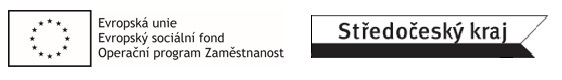 Evropská unie
Evropský sociální fond
Operační program Zaměstnanost
Středočeský kraj